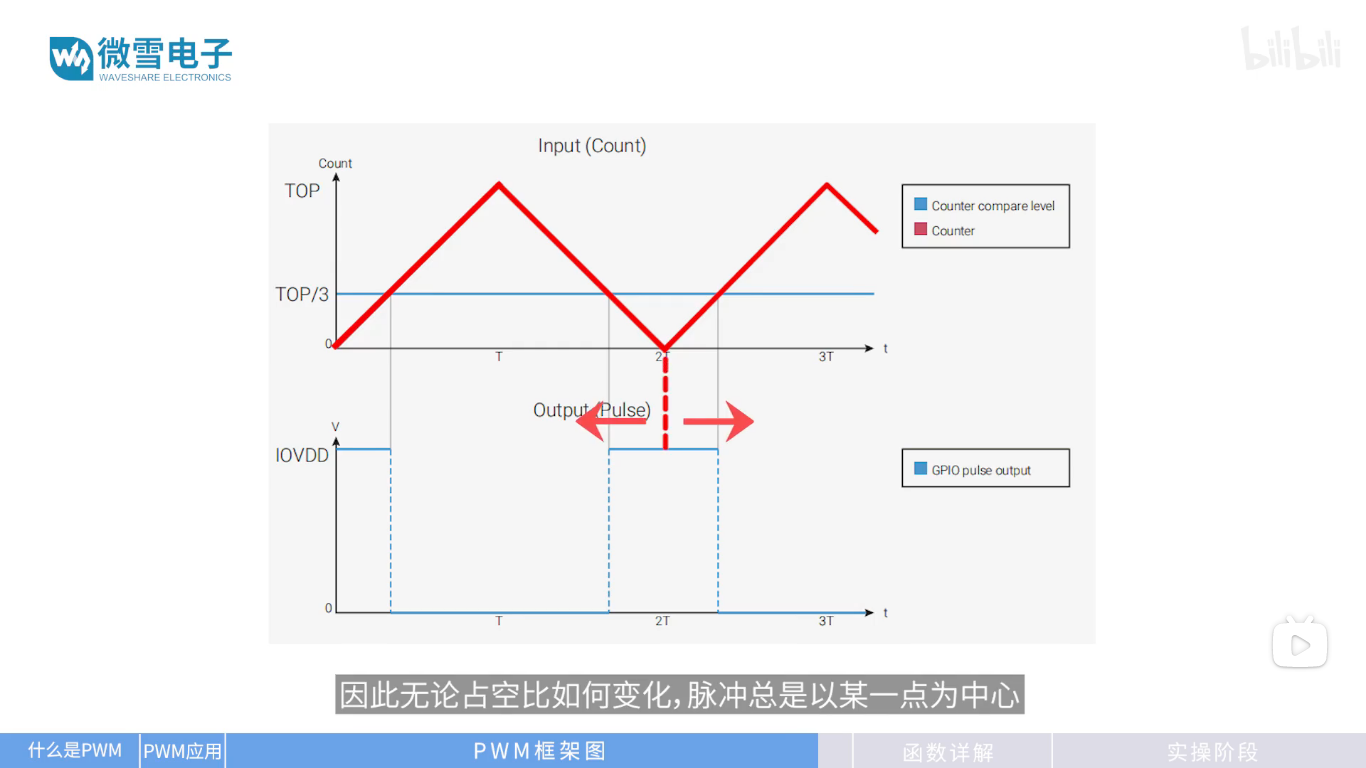 微雪电子
WAVESHARE ELECTRONICS
bilibili
Input (Count)
Count
TOP
TOP/3
0
T
2T
3T
t
Counter compare level
Counter
Output (Pulse)
V
IOVDD
0
T
2T
3T
t
GPIO pulse output
因此无论占空比如何变化,脉冲总是以某一点为中心
什么是PWM
PWM应用
PWM框架图
函数详解
实操阶段